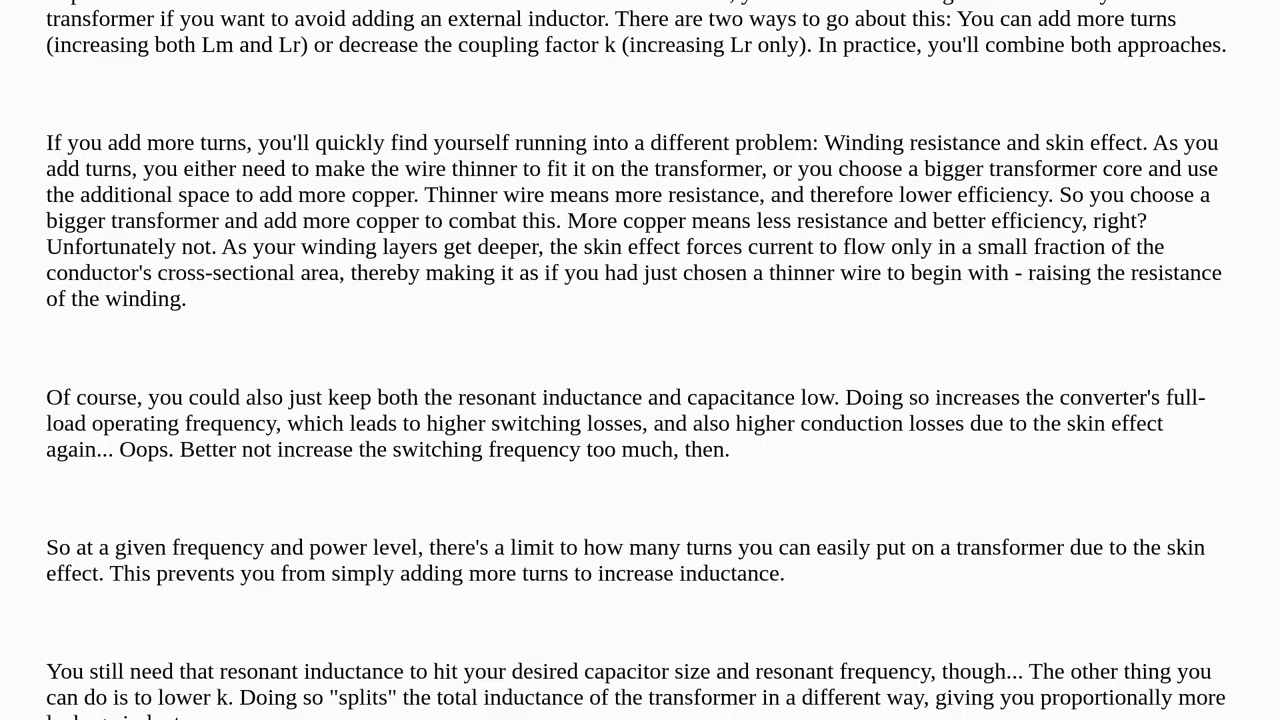 transformer if you want to avoid adding an external inductor. There are two ways to go about this: You can add more turns
(increasing both Lm and Lr) or decrease the coupling factor k (increasing Lr only). In practice, you'll combine both approaches.
If you add more turns, you'll quickly find yourself running into a different problem: Winding resistance and skin effect. As you
add turns, you either need to make the wire thinner to fit it on the transformer, or you choose a bigger transformer core and use
the additional space to add more copper. Thinner wire means more resistance, and therefore lower efficiency. So you choose a
bigger transformer and add more copper to combat this. More copper means less resistance and better efficiency, right?
Unfortunately not. As your winding layers get deeper, the skin effect forces current to flow only in a small fraction of the
conductor's cross-sectional area, thereby making it as if you had just chosen a thinner wire to begin with - raising the resistance
of the winding.
Of course, you could also just keep both the resonant inductance and capacitance low. Doing so increases the converter's full-
load operating frequency, which leads to higher switching losses, and also higher conduction losses due to the skin effect
again... Oops. Better not increase the switching frequency too much, then.
So at a given frequency and power level, there's a limit to how many turns you can easily put on a transformer due to the skin
effect. This prevents you from simply adding more turns to increase inductance.
You still need that resonant inductance to hit your desired capacitor size and resonant frequency, though... The other thing you
can do is to lower k. Doing so "splits" the total inductance of the transformer in a different way, giving you proportionally more